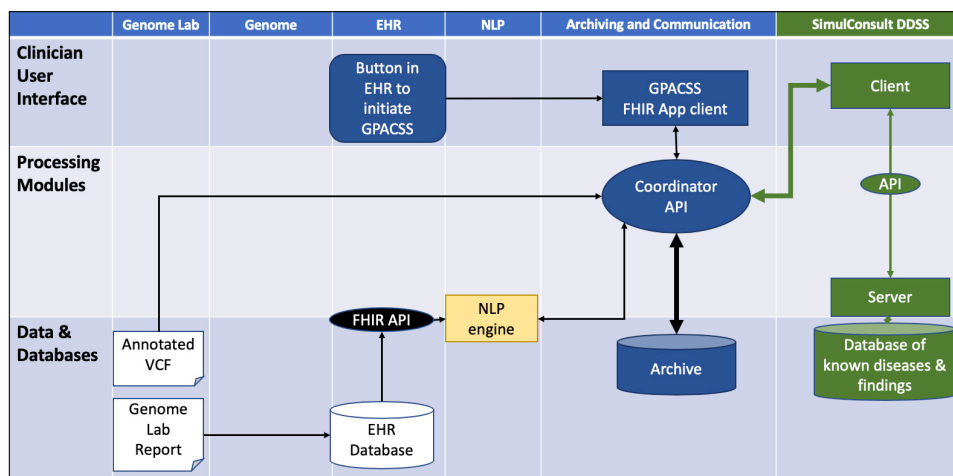 Genome Lab
Genome
EHR
NLP
Archiving and Communication
SimulConsult DDSS
Clinician
User
Interface
Button in
EHR to
initiate
GPACSS
GPACSS
FHIR App client
Client
Processing
Modules
Coordinator
API
API
Server
Data &
Databases
FHIR API
NLP
engine
Annotated
VCF
Archive
Database of
known diseases &
findings
Genome
Lab
Report
EHR
Database